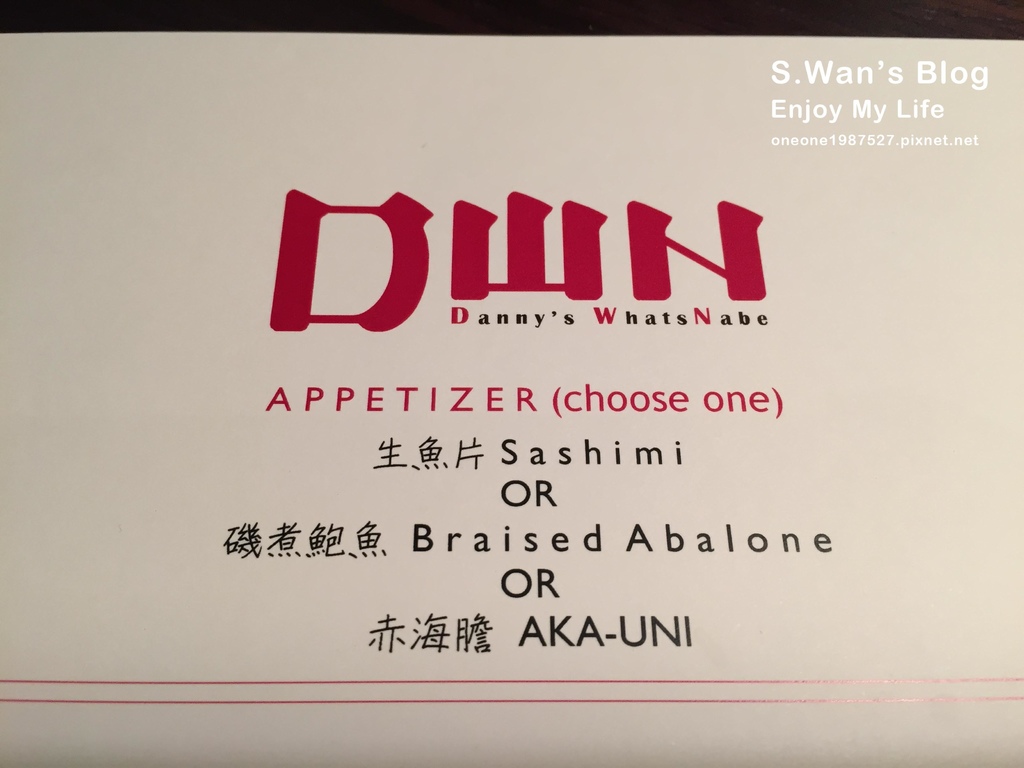 S.Wan's Blog
Enjoy My Life
oneone1987527.pixnet.net
DWN
Danny's WhatsNabe
APPETIZER (choose one)
生魚片 Sashimi
OR
磯煮鮑魚 Braised Abalone
OR
赤海膽 AKA-UNI